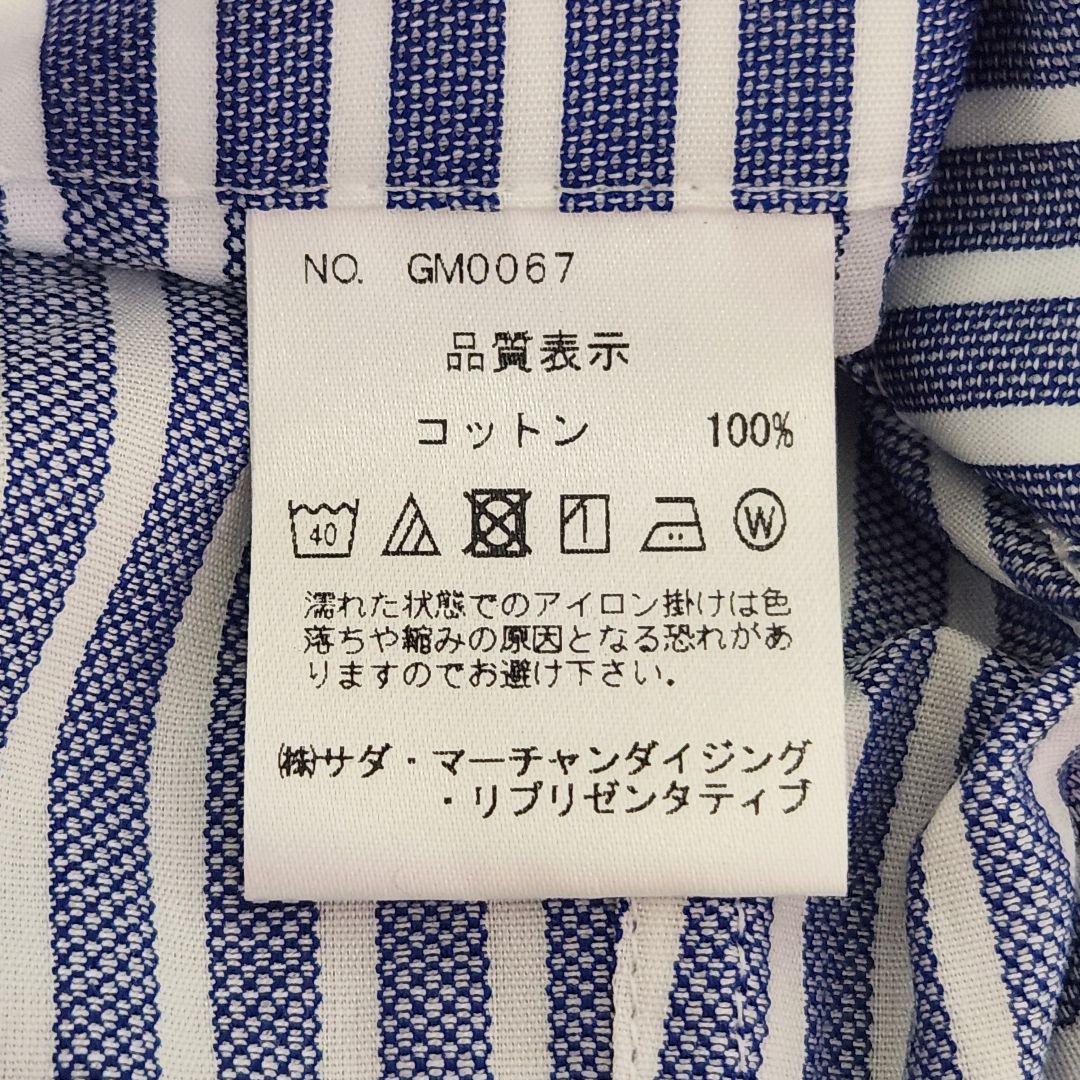 NO. GM0067
品質表示
コットン 100%
40 W
濡れた状態でのアイロン掛けは色
落ちや縮みの原因となる恐れがあ
りますのでお避け下さい.
㈱サダ・マーチャンダイジング
・リプリゼンタティブ